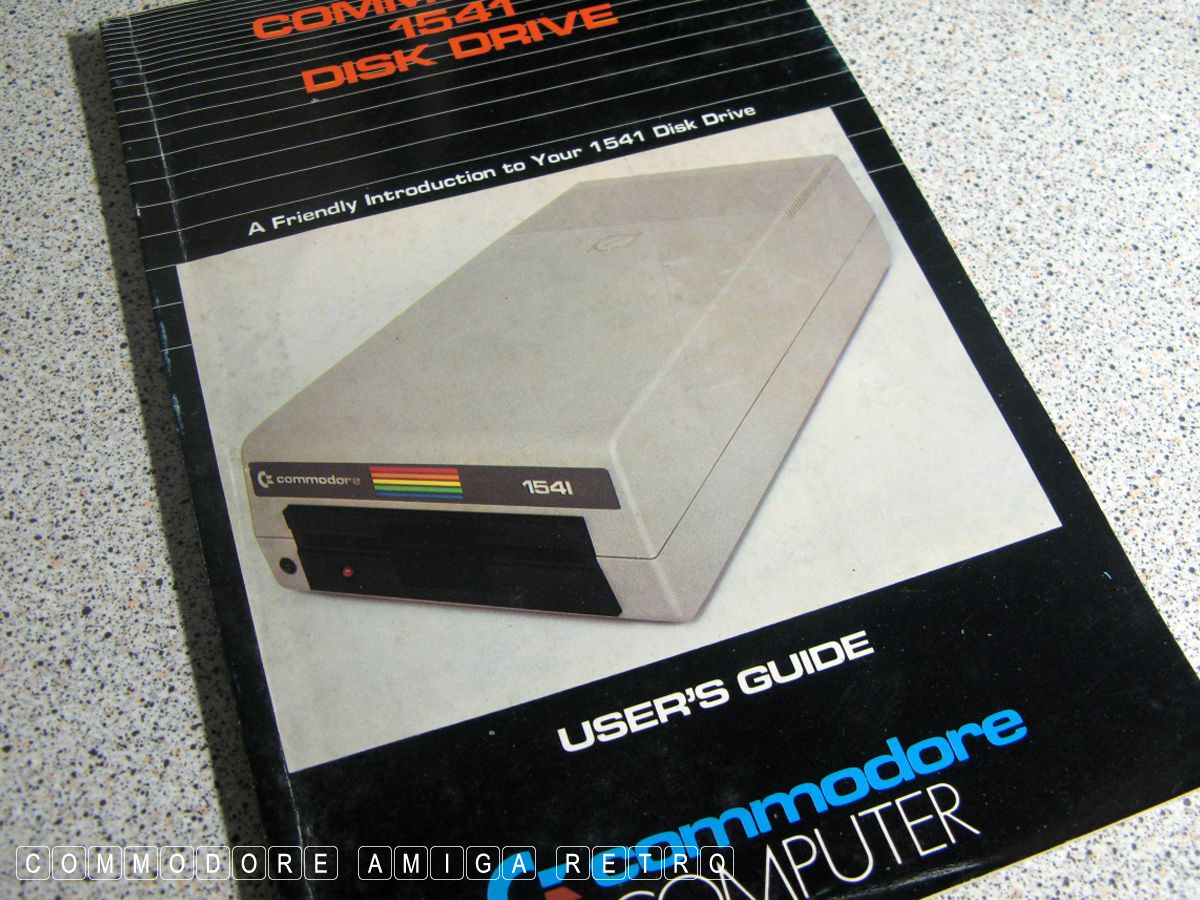 1541
DISK DRIVE
A Friendly Introduction to Your 1541 Disk Drive
commodore
1541
USER'S GUIDE
commodore
COMPUTER
COMMODORE AMIGA RETRO